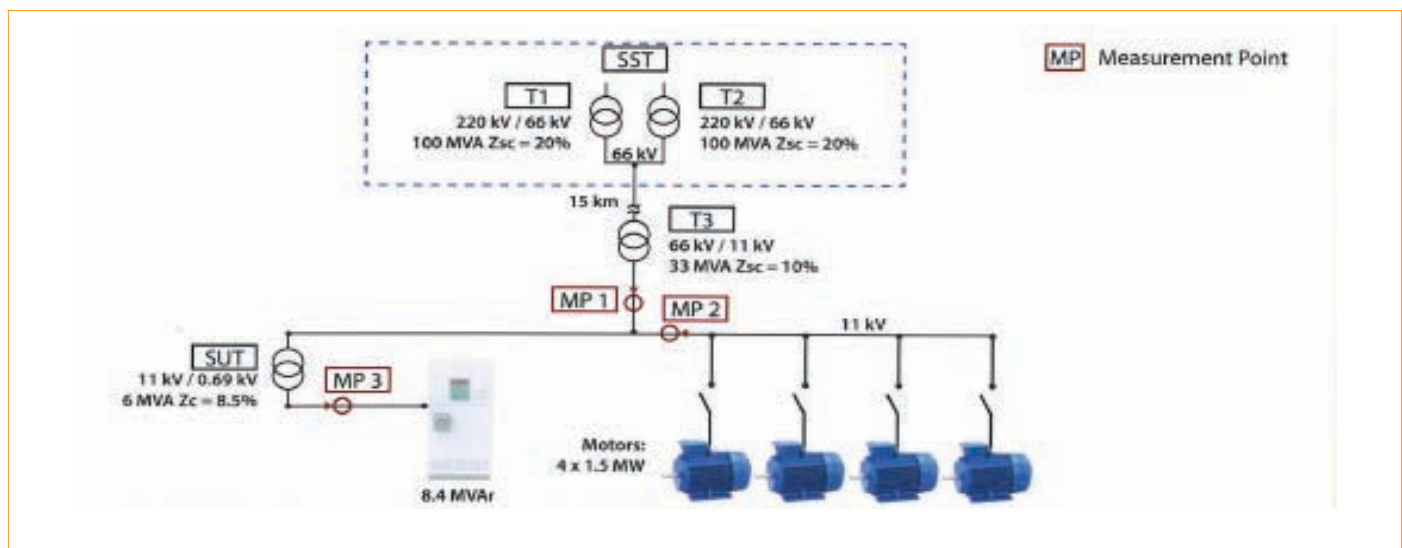 SST
MP Measurement Point
T1
220 kV / 66 kV
100 MVA Zsc = 20%
T2
220 kV / 66 kV
100 MVA Zsc = 20%
66 kV
15 km
T3
66 kV / 11 kV
33 MVA Zsc = 10%
MP 1
MP 2
11 kV
SUT
11 kV / 0.69 kV
6 MVA Zc = 8.5%
MP 3
8.4 MVAr
Motors:
4 x 1.5 MW